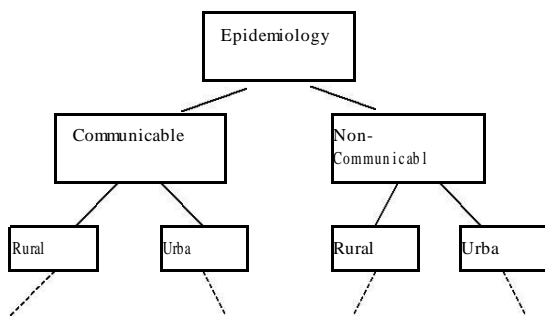 Epidemiology
Communicable
Non-
Communicabl
Rural
Urba
Rural
Urba